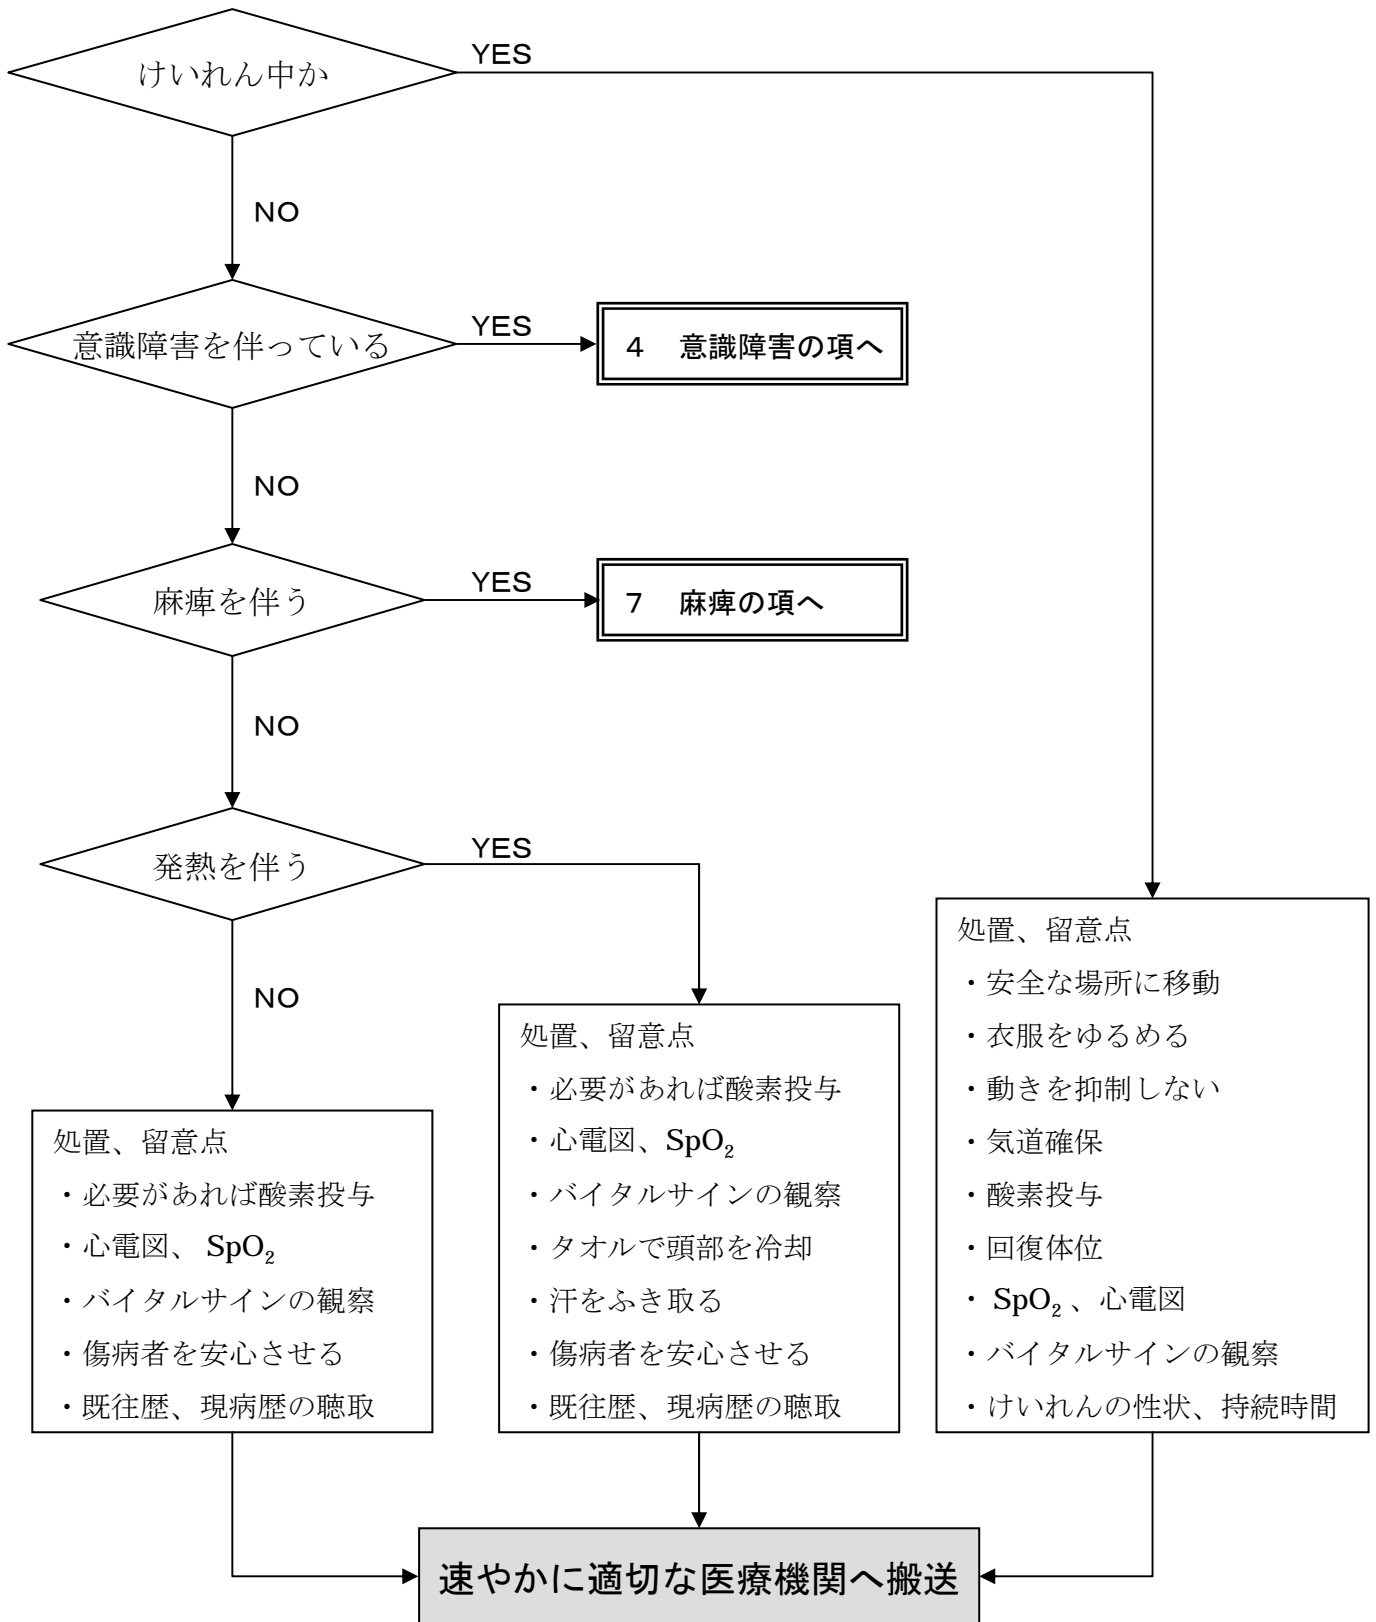 けいれん中か
YES
NO
意識障害を伴っている
YES
４　意識障害の項へ
NO
麻痺を伴う
YES
７　麻痺の項へ
NO
発熱を伴う
YES
NO
処置、留意点
・必要があれば酸素投与
・心電図、 SpO₂
・バイタルサインの観察
・傷病者を安心させる
・既往歴、現病歴の聴取
処置、留意点
・必要があれば酸素投与
・心電図、SpO₂
・バイタルサインの観察
・タオルで頭部を冷却
・汗をふき取る
・傷病者を安心させる
・既往歴、現病歴の聴取
処置、留意点
・安全な場所に移動
・衣服をゆるめる
・動きを抑制しない
・気道確保
・酸素投与
・回復体位
・ SpO₂ 、心電図
・バイタルサインの観察
・けいれんの性状、持続時間
速やかに適切な医療機関へ搬送